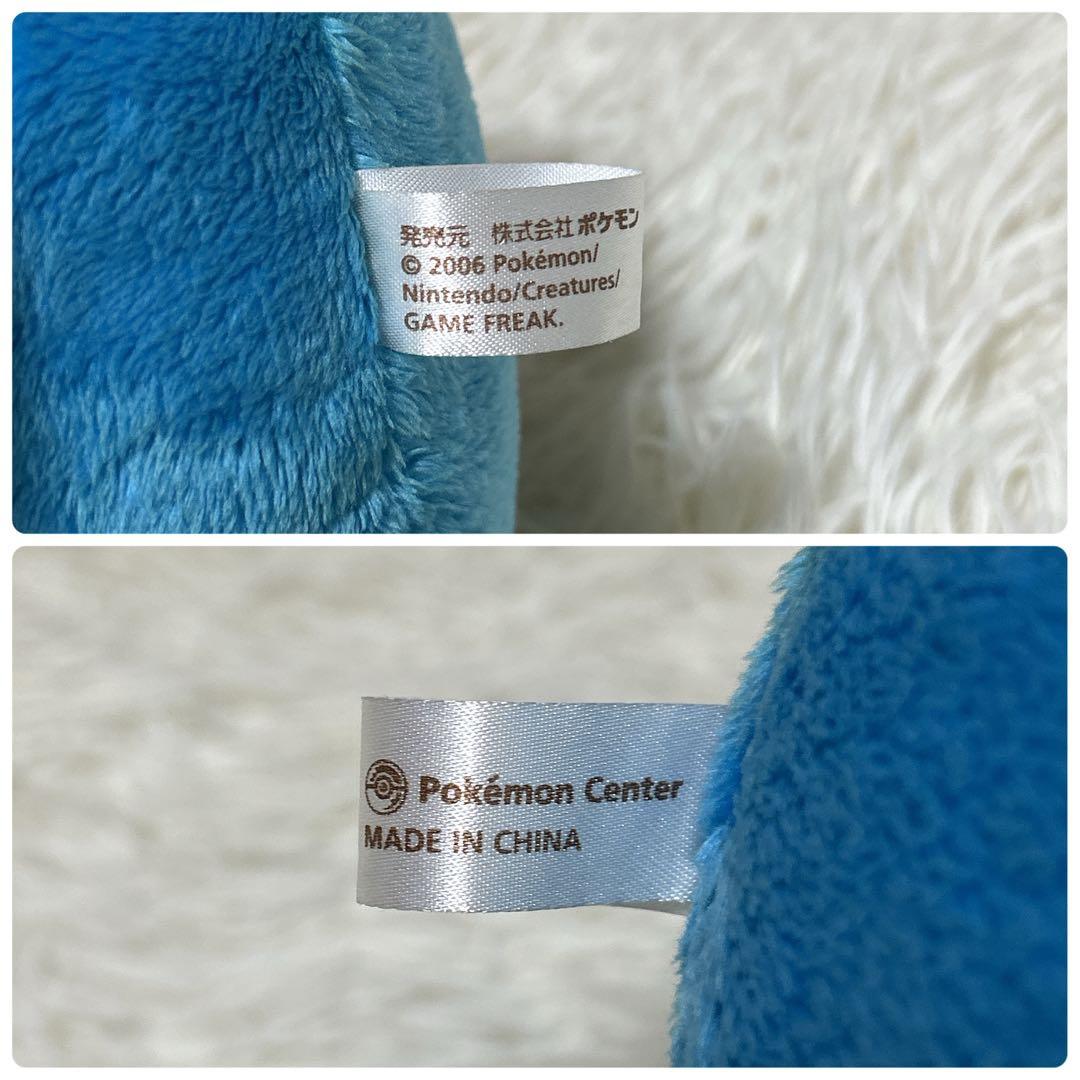 発売元 株式会社ポケモン
© 2006 Pokémon/
Nintendo/Creatures/
GAME FREAK.
Pokémon Center
MADE IN CHINA